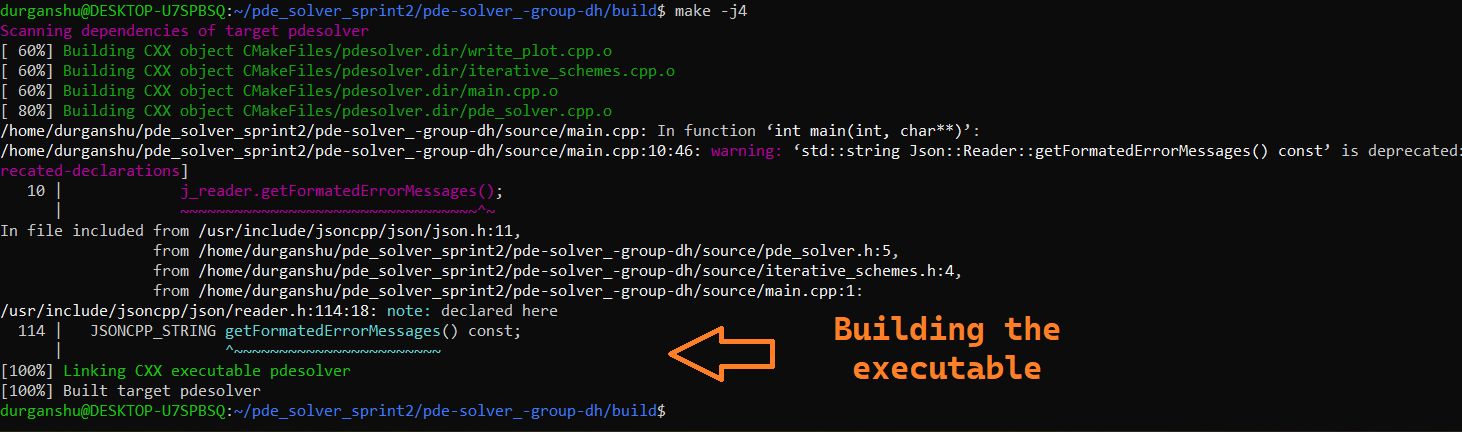 durganshu@DESKTOP-U7SPBSQ:~/pde_solver_sprint2/pde-solver_-group-dh/build$ make -j4
Scanning dependencies of target pdesolver
[ 60%] Building CXX object CMakeFiles/pdesolver.dir/write_plot.cpp.o
[ 60%] Building CXX object CMakeFiles/pdesolver.dir/iterative_schemes.cpp.o
[ 60%] Building CXX object CMakeFiles/pdesolver.dir/main.cpp.o
[ 80%] Building CXX object CMakeFiles/pdesolver.dir/pde_solver.cpp.o
/home/durganshu/pde_solver_sprint2/pde-solver_-group-dh/source/main.cpp: In function ‘int main(int, char**)’:
/home/durganshu/pde_solver_sprint2/pde-solver_-group-dh/source/main.cpp:10:46: warning: ‘std::string Json::Reader::getFormatedErrorMessages() const’ is deprecated:
recated-declarations]
10 | j_reader.getFormatedErrorMessages();
| ~~~~~~~~~~~~~~~~~~~~~~~~~~~~~~~~~^~
In file included from /usr/include/jsoncpp/json/json.h:11,
from /home/durganshu/pde_solver_sprint2/pde-solver_-group-dh/source/pde_solver.h:5,
from /home/durganshu/pde_solver_sprint2/pde-solver_-group-dh/source/iterative_schemes.h:4,
from /home/durganshu/pde_solver_sprint2/pde-solver_-group-dh/source/main.cpp:1:
/usr/include/jsoncpp/json/reader.h:114:18: note: declared here
114 | JSONCPP_STRING getFormatedErrorMessages() const;
| ^~~~~~~~~~~~~~~~~~~~~~~~
[100%] Linking CXX executable pdesolver
[100%] Built target pdesolver
durganshu@DESKTOP-U7SPBSQ:~/pde_solver_sprint2/pde-solver_-group-dh/build$
Building the
executable